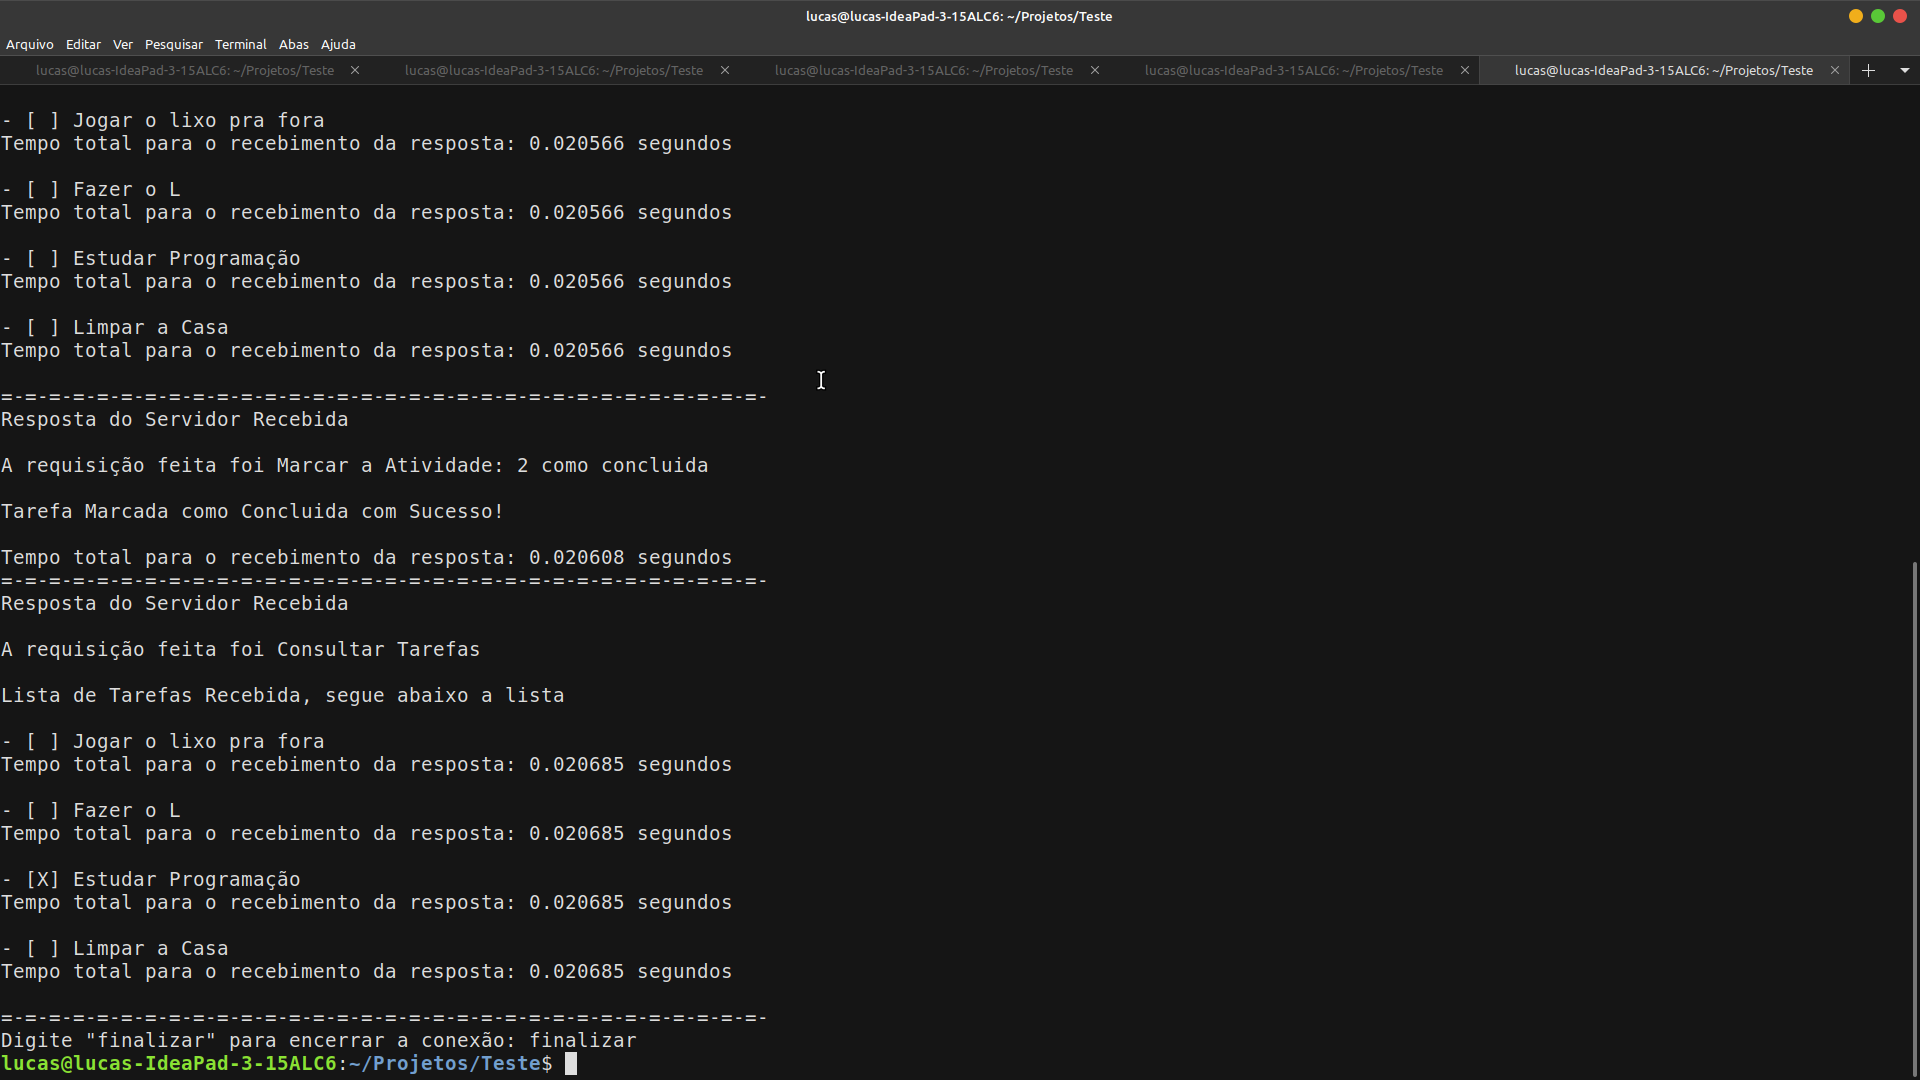 lucas@lucas-IdeaPad-3-15ALC6: ~/Projetos/Teste
Arquivo Editar Ver Pesquisar Terminal Abas Ajuda
lucas@lucas-IdeaPad-3-15ALC6: ~/Projetos/Teste × lucas@lucas-IdeaPad-3-15ALC6: ~/Projetos/Teste × lucas@lucas-IdeaPad-3-15ALC6: ~/Projetos/Teste × lucas@lucas-IdeaPad-3-15ALC6: ~/Projetos/Teste × lucas@lucas-IdeaPad-3-15ALC6: ~/Projetos/Teste ×
- [ ] Jogar o lixo pra fora
Tempo total para o recebimento da resposta: 0.020566 segundos
- [ ] Fazer o L
Tempo total para o recebimento da resposta: 0.020566 segundos
- [ ] Estudar Programação
Tempo total para o recebimento da resposta: 0.020566 segundos
- [ ] Limpar a Casa
Tempo total para o recebimento da resposta: 0.020566 segundos
=-=-=-=-=-=-=-=-=-=-=-=-=-=-=-=-=-=-=-=-=-=-=-=-=-=-=-=-=-=-=-=-
Resposta do Servidor Recebida
A requisição feita foi Marcar a Atividade: 2 como concluida
Tarefa Marcada como Concluida com Sucesso!
Tempo total para o recebimento da resposta: 0.020608 segundos
=-=-=-=-=-=-=-=-=-=-=-=-=-=-=-=-=-=-=-=-=-=-=-=-=-=-=-=-=-=-=-=-
Resposta do Servidor Recebida
A requisição feita foi Consultar Tarefas
Lista de Tarefas Recebida, segue abaixo a lista
- [ ] Jogar o lixo pra fora
Tempo total para o recebimento da resposta: 0.020685 segundos
- [ ] Fazer o L
Tempo total para o recebimento da resposta: 0.020685 segundos
- [X] Estudar Programação
Tempo total para o recebimento da resposta: 0.020685 segundos
- [ ] Limpar a Casa
Tempo total para o recebimento da resposta: 0.020685 segundos
=-=-=-=-=-=-=-=-=-=-=-=-=-=-=-=-=-=-=-=-=-=-=-=-=-=-=-=-=-=-=-=-
Digite "finalizar" para encerrar a conexão: finalizar
lucas@lucas-IdeaPad-3-15ALC6:~/Projetos/Teste$